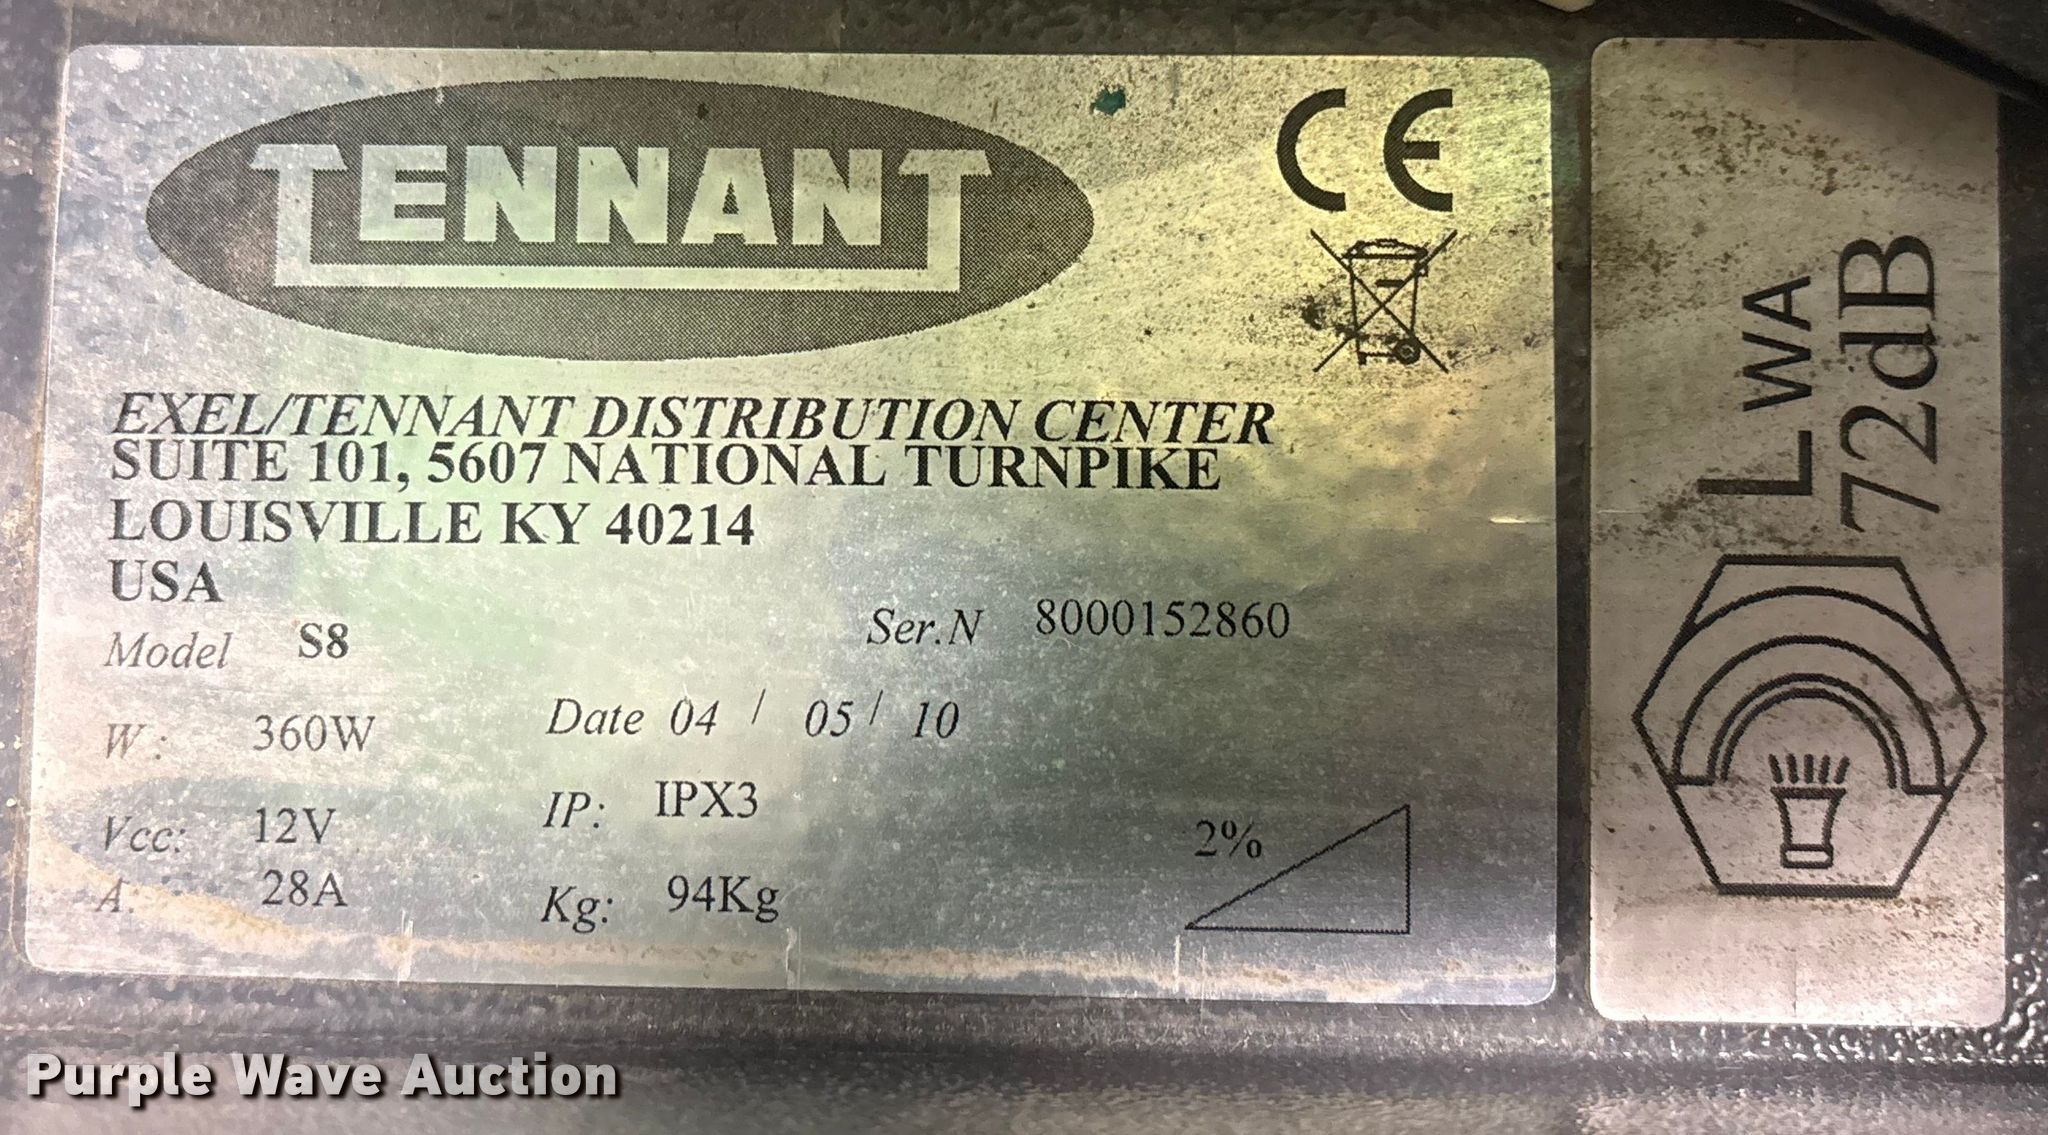 TENNANT
CE
EXEL/TENNANT DISTRIBUTION CENTER
SUITE 101, 5607 NATIONAL TURNPIKE
LOUISVILLE KY 40214
USA
Model S8 Ser.N 8000152860
W: 360W Date 04 / 05 / 10
Vcc: 12V IP: IPX3
A: 28A Kg: 94Kg
2%
LWA
72dB
Purple Wave Auction